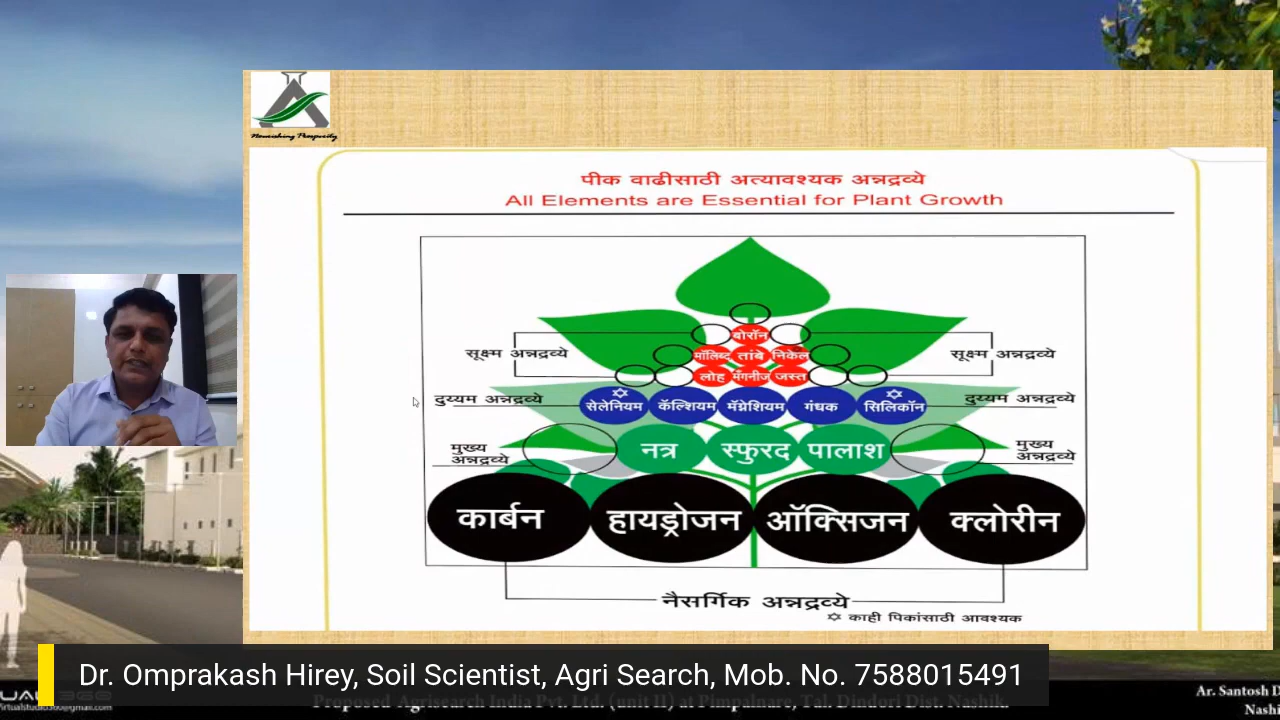 Nourishing Prosperity
पीक वाढीसाठी अत्यावश्यक अन्नद्रव्ये
All Elements are Essential for Plant Growth
बोरॉन
सूक्ष्म अन्नद्रव्ये
मॉलिब्द तांबे निकेल
सूक्ष्म अन्नद्रव्ये
लोह मँगनीज जस्त
दुय्यम अन्नद्रव्ये
सेलेनियम कॅल्शियम मॅग्नेशियम गंधक सिलिकॉन
दुय्यम अन्नद्रव्ये
मुख्य
अन्नद्रव्ये
नत्र स्फुरद पालाश
मुख्य
अन्नद्रव्ये
कार्बन हायड्रोजन ऑक्सिजन क्लोरीन
नैसर्गिक अन्नद्रव्ये
✡ काही पिकांसाठी आवश्यक
Dr. Omprakash Hirey, Soil Scientist, Agri Search, Mob. No. 7588015491
Proposed Agrisearch India Pvt. Ltd. (unit II) at Pimpalnare, Tal. Dindori Dist. Nashik
Ar. Santosh D
Nashi